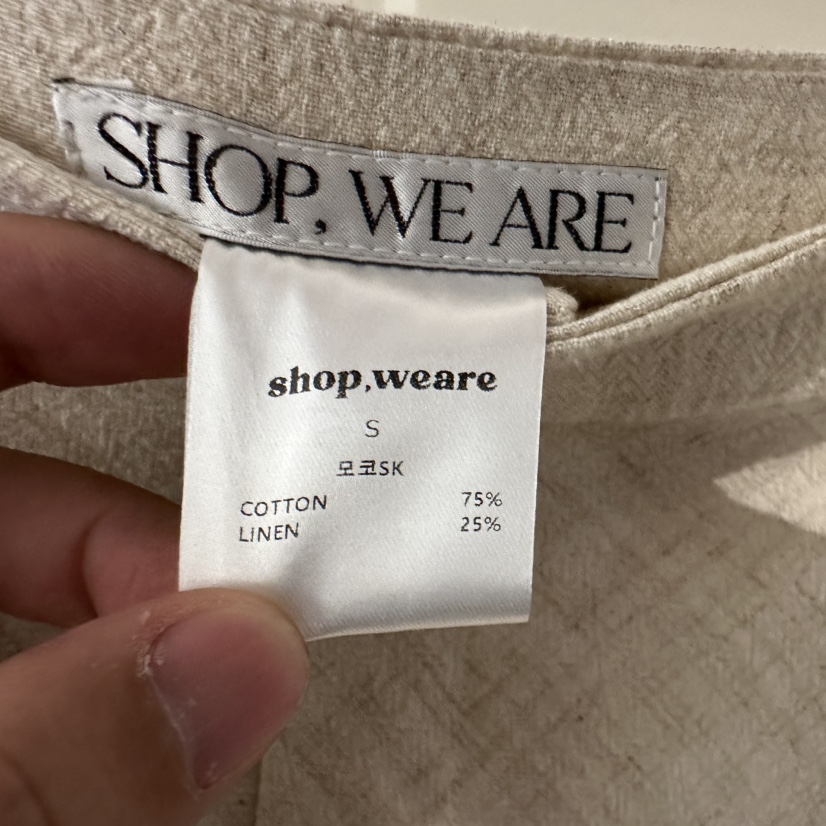 SHOP, WE ARE
shop,weare
S
모코SK
COTTON 75%
LINEN 25%